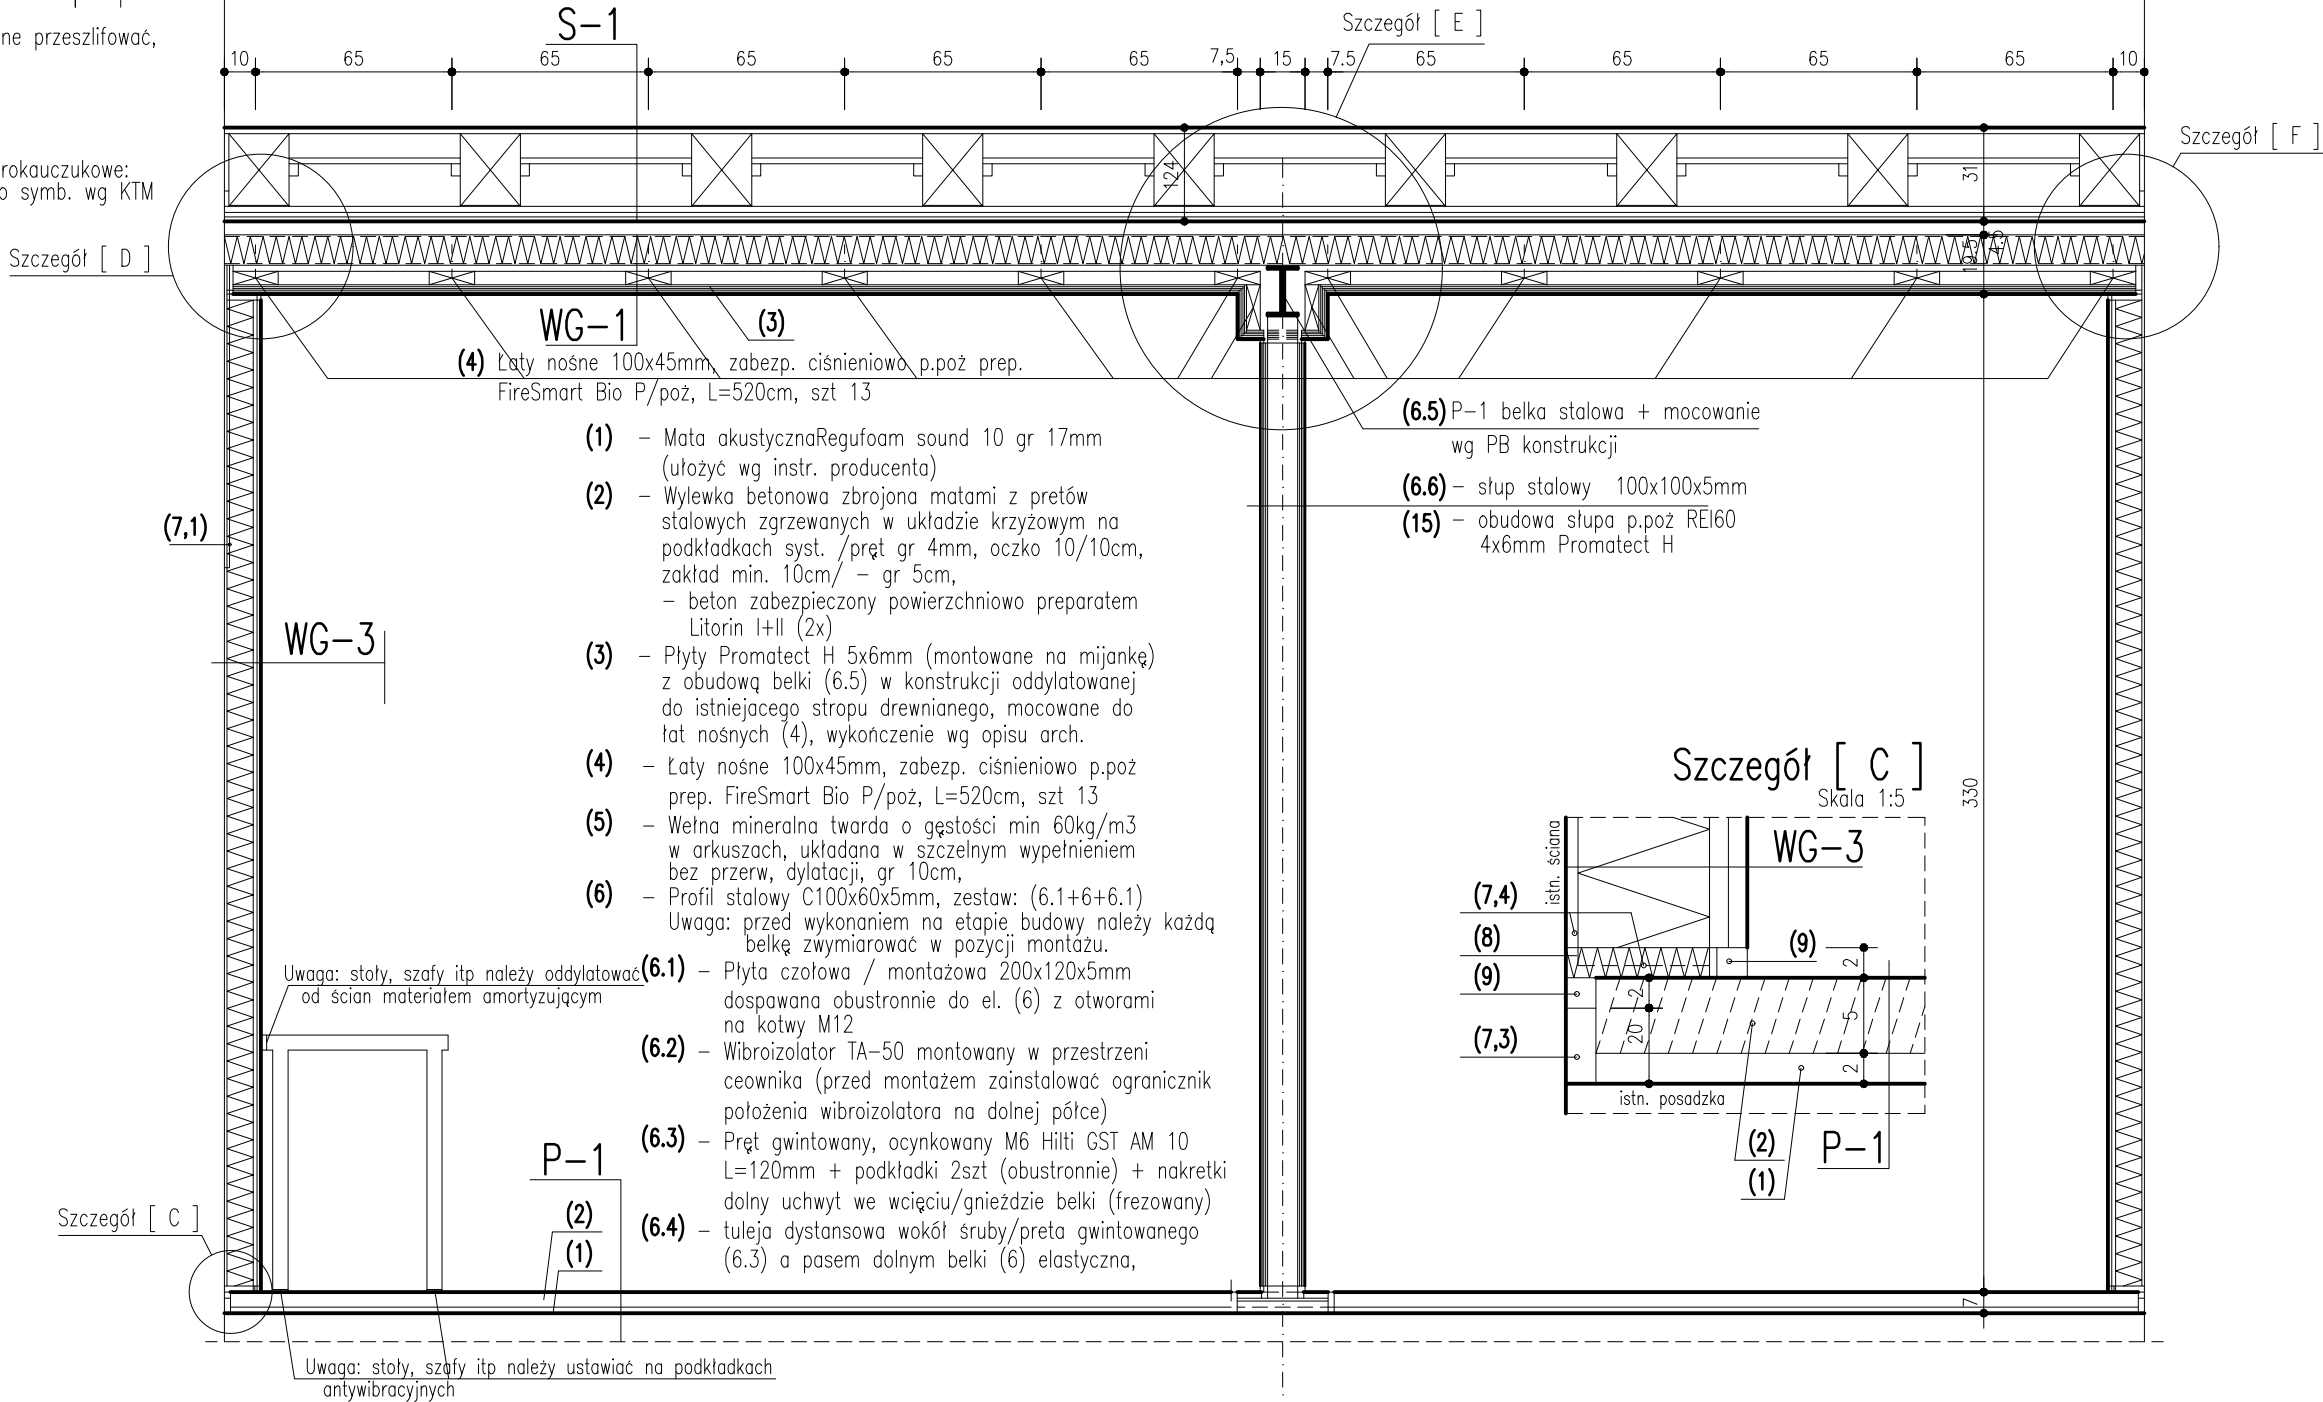 ne przeszlifować,
rokauczukowe:
o symb. wg KTM
S-1
Szczegół [ E ]
10 65 65 65 65 65 7,5 15 7.5 65 65 65 65 10
Szczegół [ F ]
124
31
19.5
4.5
Szczegół [ D ]
WG-1
(3)
(4) Łaty nośne 100x45mm, zabezp. ciśnieniowo p.poż prep.
FireSmart Bio P/poż, L=520cm, szt 13
(1) – Mata akustycznaRegufoam sound 10 gr 17mm
(ułożyć wg instr. producenta)
(2) – Wylewka betonowa zbrojona matami z pretów
stalowych zgrzewanych w układzie krzyżowym na
podkładkach syst. /pręt gr 4mm, oczko 10/10cm,
zakład min. 10cm/ – gr 5cm,
– beton zabezpieczony powierzchniowo preparatem
Litorin I+II (2x)
(3) – Płyty Promatect H 5x6mm (montowane na mijankę)
z obudową belki (6.5) w konstrukcji oddylatowanej
do istniejacego stropu drewnianego, mocowane do
łat nośnych (4), wykończenie wg opisu arch.
(4) – Łaty nośne 100x45mm, zabezp. ciśnieniowo p.poż
prep. FireSmart Bio P/poż, L=520cm, szt 13
(5) – Wełna mineralna twarda o gęstości min 60kg/m3
w arkuszach, układana w szczelnym wypełnieniem
bez przerw, dylatacji, gr 10cm,
(6) – Profil stalowy C100x60x5mm, zestaw: (6.1+6+6.1)
Uwaga: przed wykonaniem na etapie budowy należy każdą
belkę zwymiarować w pozycji montażu.
(6.1) – Płyta czołowa / montażowa 200x120x5mm
dospawana obustronnie do el. (6) z otworami
na kotwy M12
(6.2) – Wibroizolator TA-50 montowany w przestrzeni
ceownika (przed montażem zainstalować ogranicznik
położenia wibroizolatora na dolnej półce)
(6.3) – Pręt gwintowany, ocynkowany M6 Hilti GST AM 10
L=120mm + podkładki 2szt (obustronnie) + nakretki
dolny uchwyt we wcięciu/gnieździe belki (frezowany)
(6.4) – tuleja dystansowa wokół śruby/preta gwintowanego
(6.3) a pasem dolnym belki (6) elastyczna,
(6.5) P-1 belka stalowa + mocowanie
wg PB konstrukcji
(6.6) – słup stalowy 100x100x5mm
(15) – obudowa słupa p.poż REI60
4x6mm Promatect H
(7,1)
WG-3
Uwaga: stoły, szafy itp należy oddylatować
od ścian materiałem amortyzującym
P-1
(2)
(1)
Szczegół [ C ]
Uwaga: stoły, szafy itp należy ustawiać na podkładkach
antywibracyjnych
330
7
Szczegół [ C ]
Skala 1:5
istn. ściana
WG-3
(7,4)
(8)
(9)
(9)
(7,3)
2
2
5
20
2
istn. posadzka
(2)
P-1
(1)